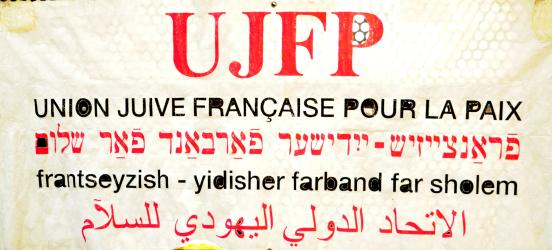 UJFP
UNION JUIVE FRANÇAISE POUR LA PAIX
פֿראַנצייזיש-ייִדישער פֿאַרבאַנד פֿאַר שלום
frantseyzish - yidisher farband far sholem
الاتحاد الدولي اليهودي للسلام